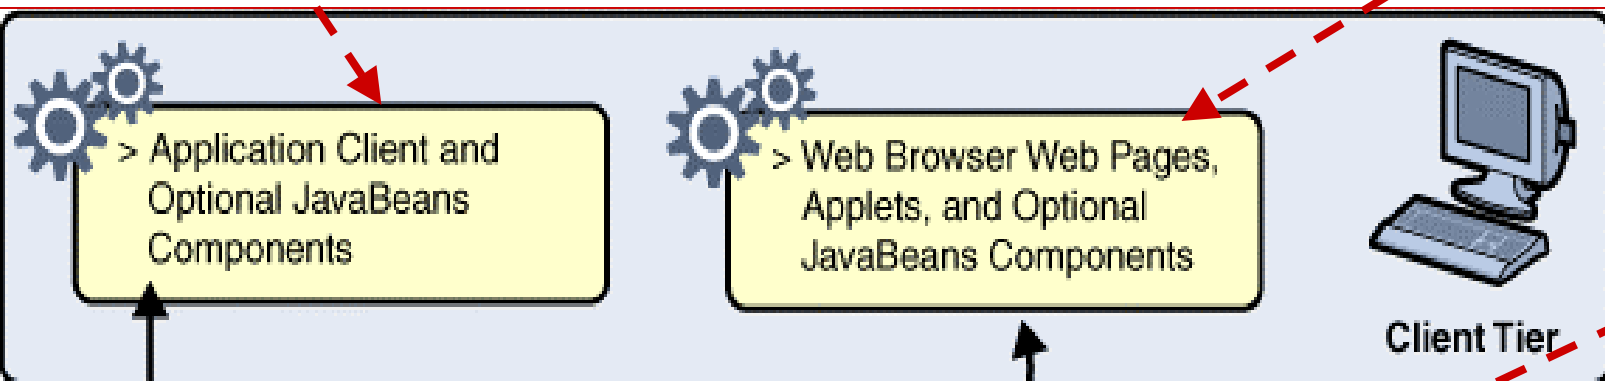 > Application Client and
Optional JavaBeans
Components
> Web Browser Web Pages,
Applets, and Optional
JavaBeans Components
Client Tier